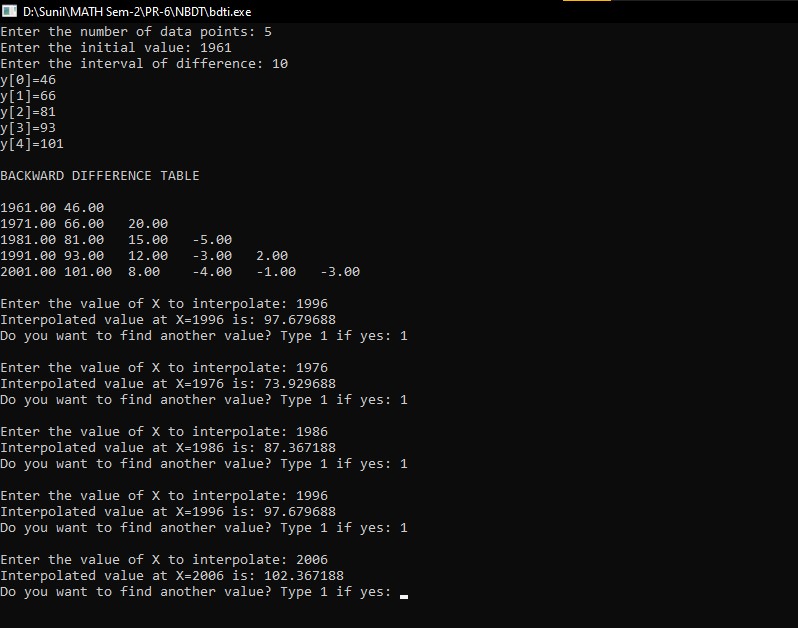 D:\Sunil\MATH Sem-2\PR-6\NBDT\bdti.exe
Enter the number of data points: 5
Enter the initial value: 1961
Enter the interval of difference: 10
y[0]=46
y[1]=66
y[2]=81
y[3]=93
y[4]=101
BACKWARD DIFFERENCE TABLE
1961.00 46.00
1971.00 66.00 20.00
1981.00 81.00 15.00 -5.00
1991.00 93.00 12.00 -3.00 2.00
2001.00 101.00 8.00 -4.00 -1.00 -3.00
Enter the value of X to interpolate: 1996
Interpolated value at X=1996 is: 97.679688
Do you want to find another value? Type 1 if yes: 1
Enter the value of X to interpolate: 1976
Interpolated value at X=1976 is: 73.929688
Do you want to find another value? Type 1 if yes: 1
Enter the value of X to interpolate: 1986
Interpolated value at X=1986 is: 87.367188
Do you want to find another value? Type 1 if yes: 1
Enter the value of X to interpolate: 1996
Interpolated value at X=1996 is: 97.679688
Do you want to find another value? Type 1 if yes: 1
Enter the value of X to interpolate: 2006
Interpolated value at X=2006 is: 102.367188
Do you want to find another value? Type 1 if yes: